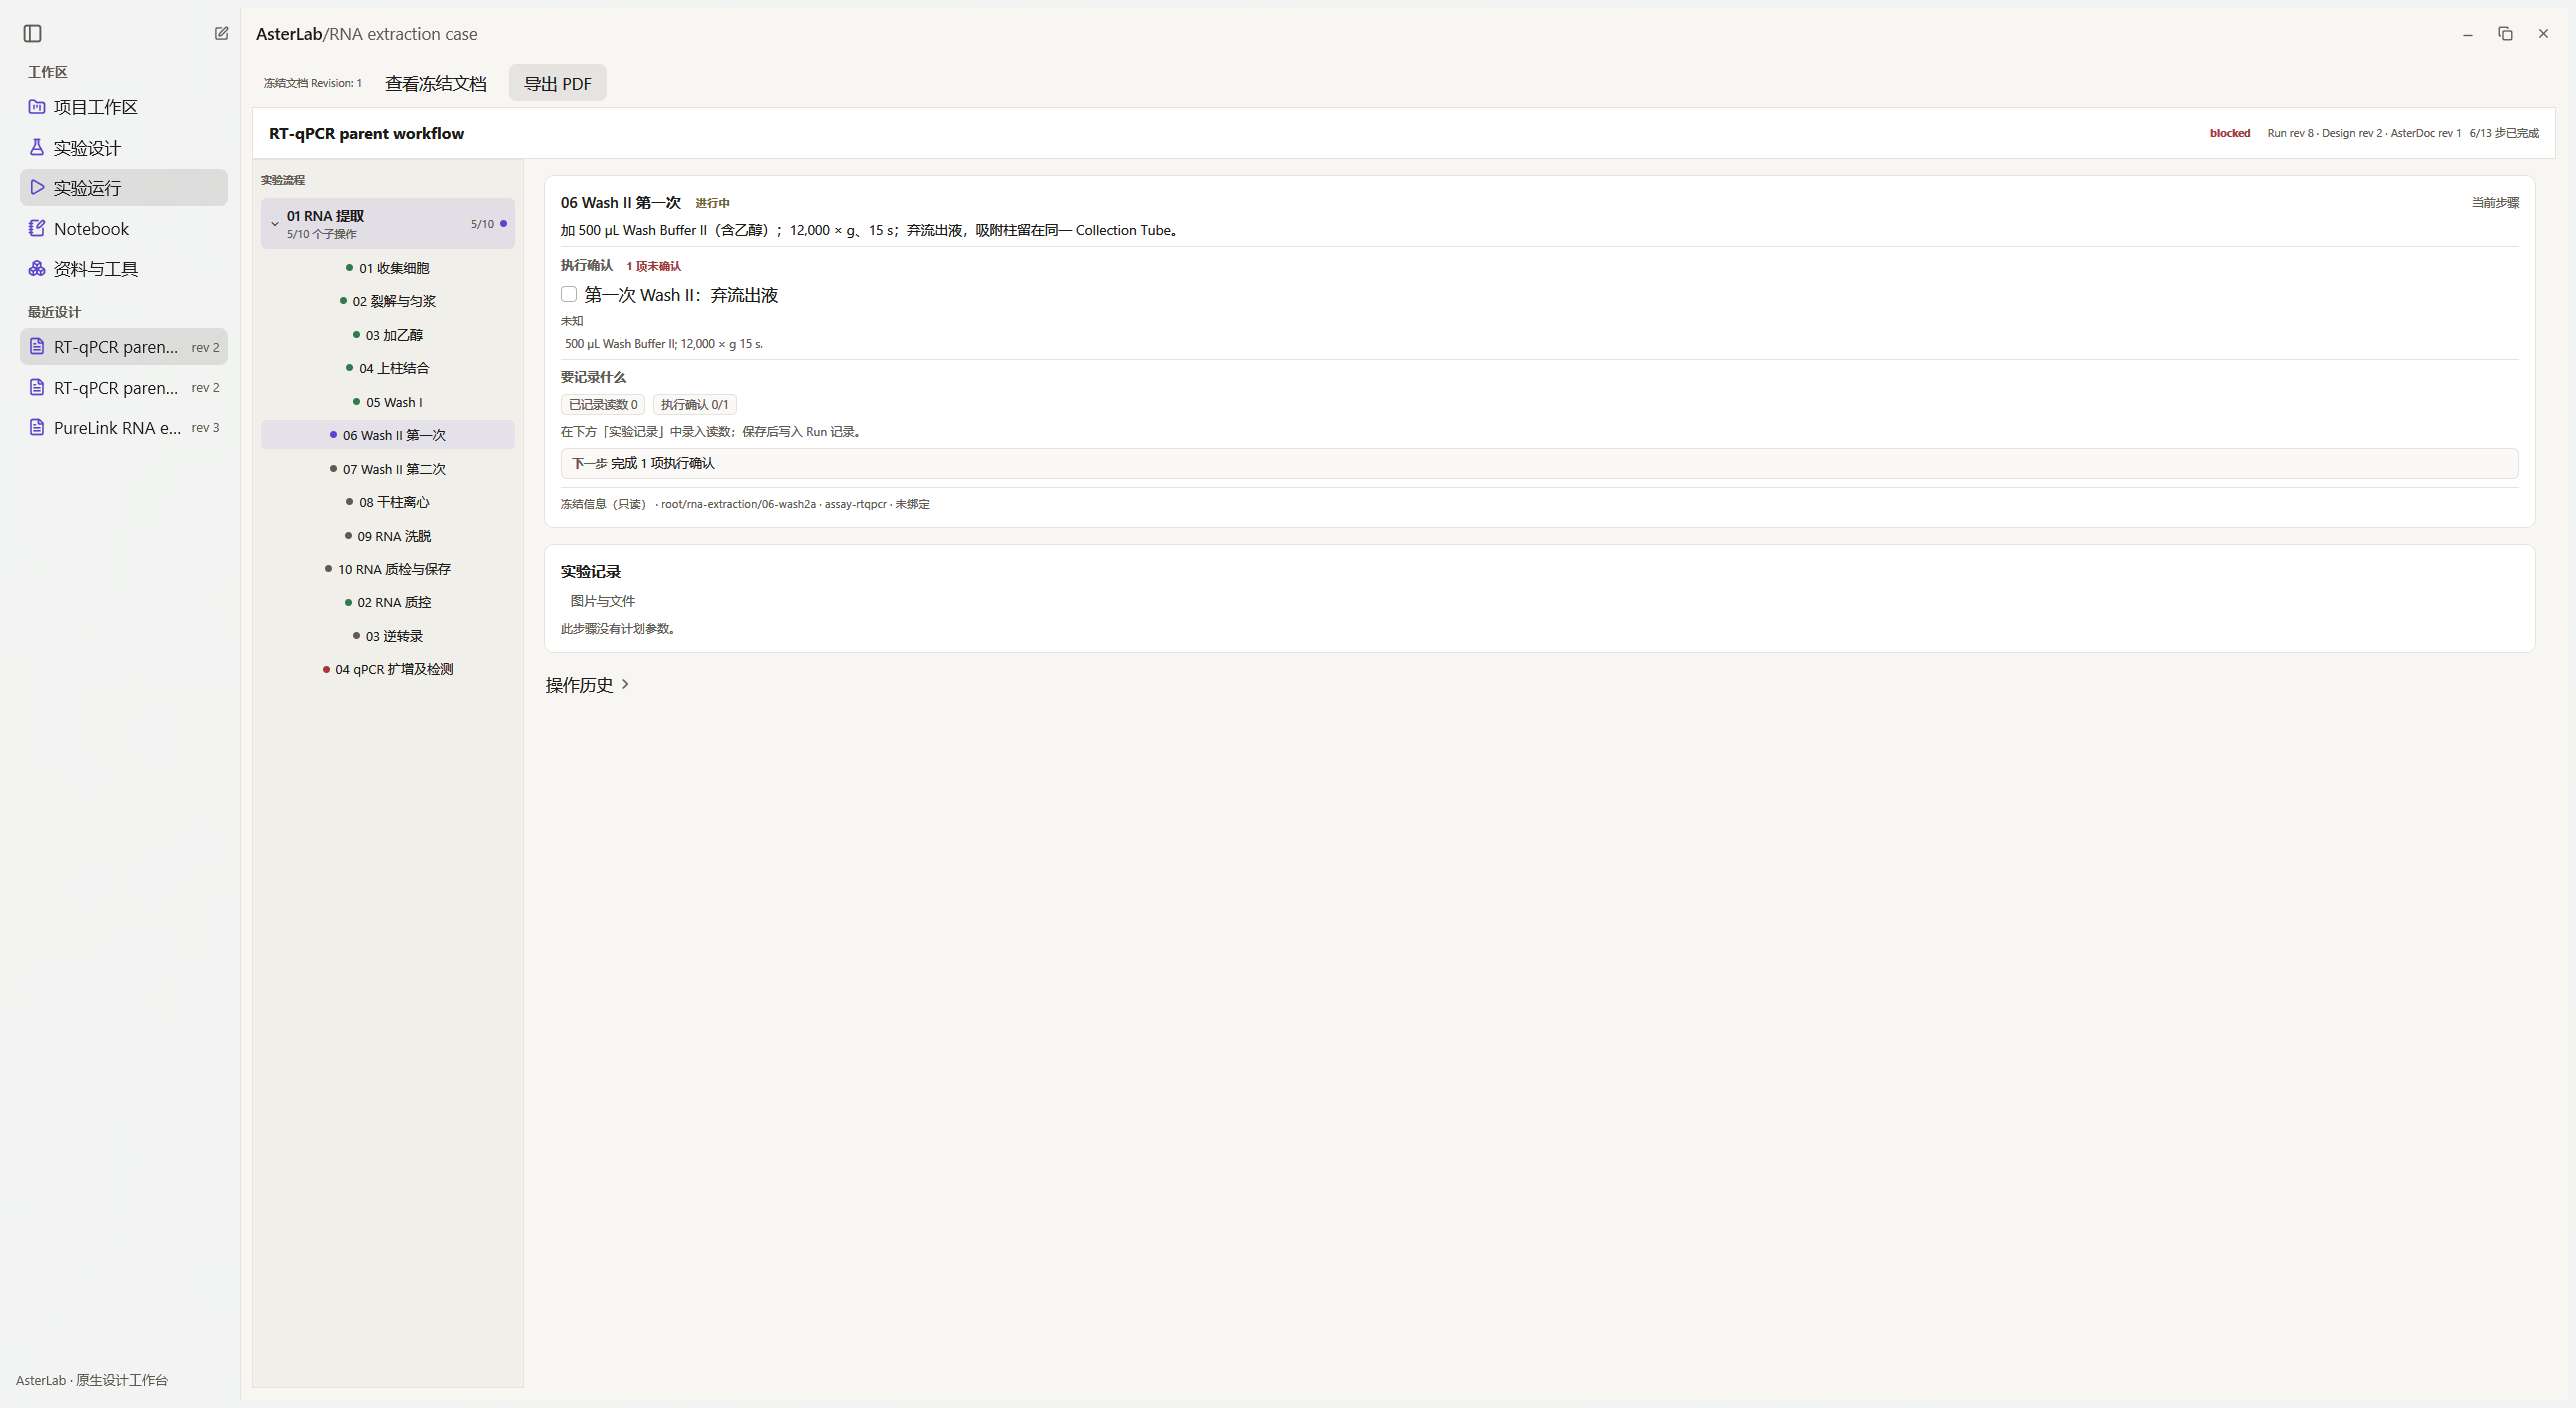 AsterLab/RNA extraction case
工作区
项目工作区
实验设计
实验运行
Notebook
资料与工具
最近设计
RT-qPCR paren... rev 2
RT-qPCR paren... rev 2
PureLink RNA e... rev 3
AsterLab · 原生设计工作台
冻结文档 Revision: 1 查看冻结文档 导出 PDF
RT-qPCR parent workflow
blocked Run rev 8 · Design rev 2 · AsterDoc rev 1 6/13 步已完成
实验流程
01 RNA 提取
5/10 个子操作
5/10
01 收集细胞
02 裂解与匀浆
03 加乙醇
04 上柱结合
05 Wash I
06 Wash II 第一次
07 Wash II 第二次
08 干柱离心
09 RNA 洗脱
10 RNA 质检与保存
02 RNA 质控
03 逆转录
04 qPCR 扩增及检测
06 Wash II 第一次 进行中 当前步骤
加 500 µL Wash Buffer II（含乙醇）；12,000 × g、15 s；弃流出液，吸附柱留在同一 Collection Tube。
执行确认 1 项未确认
第一次 Wash II：弃流出液
未知
500 µL Wash Buffer II; 12,000 × g 15 s.
要记录什么
已记录读数 0 执行确认 0/1
在下方「实验记录」中录入读数；保存后写入 Run 记录。
下一步 完成 1 项执行确认
冻结信息（只读） · root/rna-extraction/06-wash2a · assay-rtqpcr · 未绑定
实验记录
图片与文件
此步骤没有计划参数。
操作历史